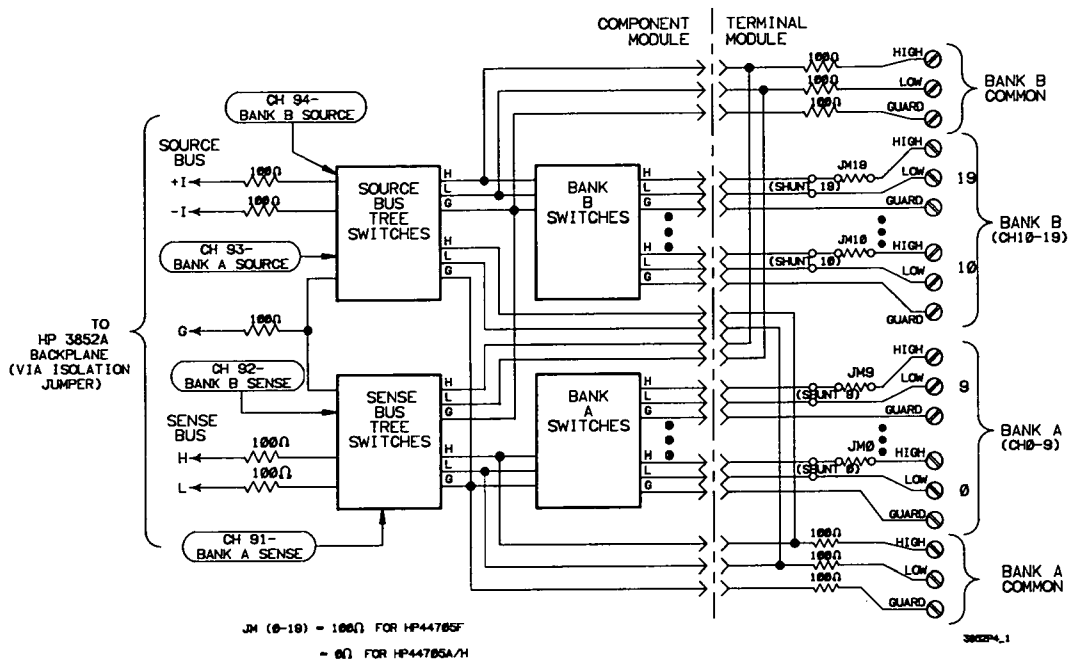 COMPONENT MODULE
TERMINAL MODULE
100Ω
HIGH
100Ω
LOW
100Ω
GUARD
BANK B COMMON
CH 94-
BANK B SOURCE
SOURCE BUS
+I
100Ω
-I
100Ω
SOURCE BUS TREE SWITCHES
H
L
G
H
L
G
BANK B SWITCHES
H
L
G
H
L
G
JM19
(SHUNT 19)
HIGH
LOW
19
GUARD
JM10
(SHUNT 10)
HIGH
LOW
10
GUARD
BANK B
(CH10-19)
CH 93-
BANK A SOURCE
TO
HP 3852A
BACKPLANE
(VIA ISOLATION
JUMPER)
G
100Ω
CH 92-
BANK B SENSE
SENSE BUS
H
100Ω
L
100Ω
SENSE BUS TREE SWITCHES
H
L
G
H
L
G
BANK A SWITCHES
H
L
G
H
L
G
JM9
(SHUNT 9)
HIGH
LOW
9
GUARD
JM0
(SHUNT 0)
HIGH
LOW
0
GUARD
BANK A
(CH0-9)
CH 91-
BANK A SENSE
100Ω
HIGH
100Ω
LOW
100Ω
GUARD
BANK A COMMON
JM (0-19) = 100Ω FOR HP44705F
= 0Ω FOR HP44705A/H
3852P4_1